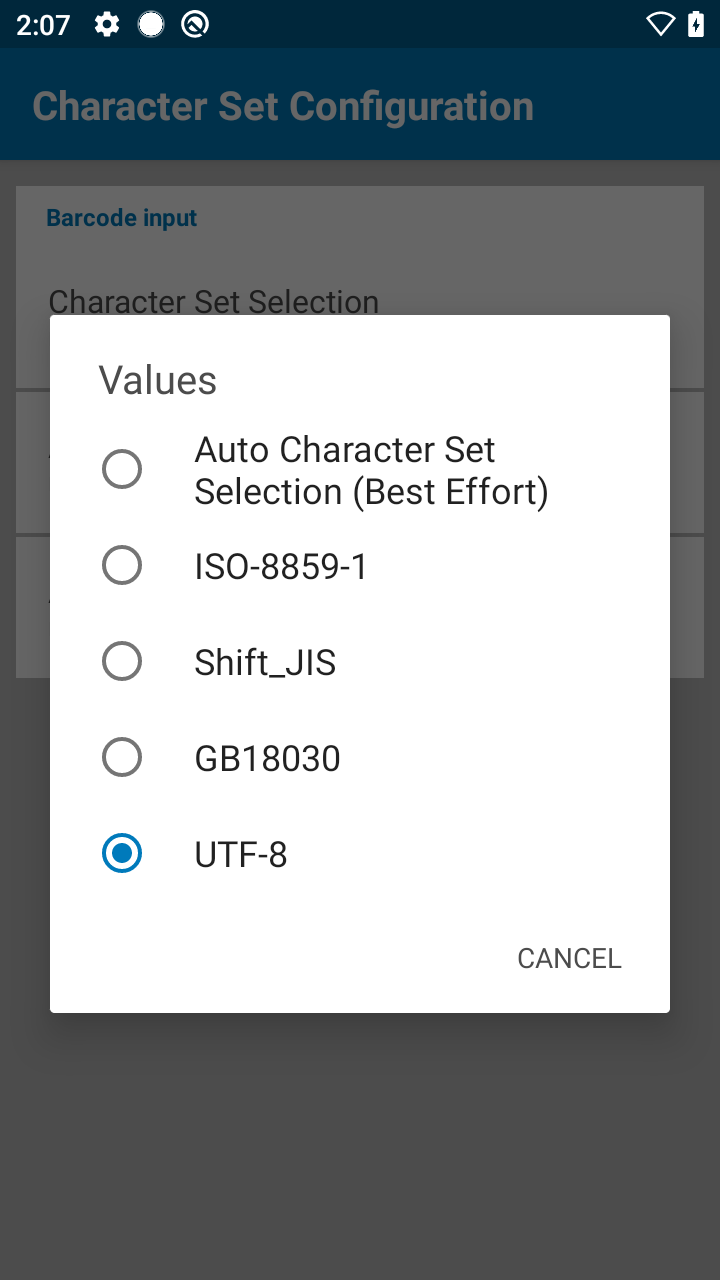 2:07
Character Set Configuration
Barcode input
Character Set Selection
Values
Auto Character Set
Selection (Best Effort)
ISO-8859-1
Shift_JIS
GB18030
UTF-8
CANCEL